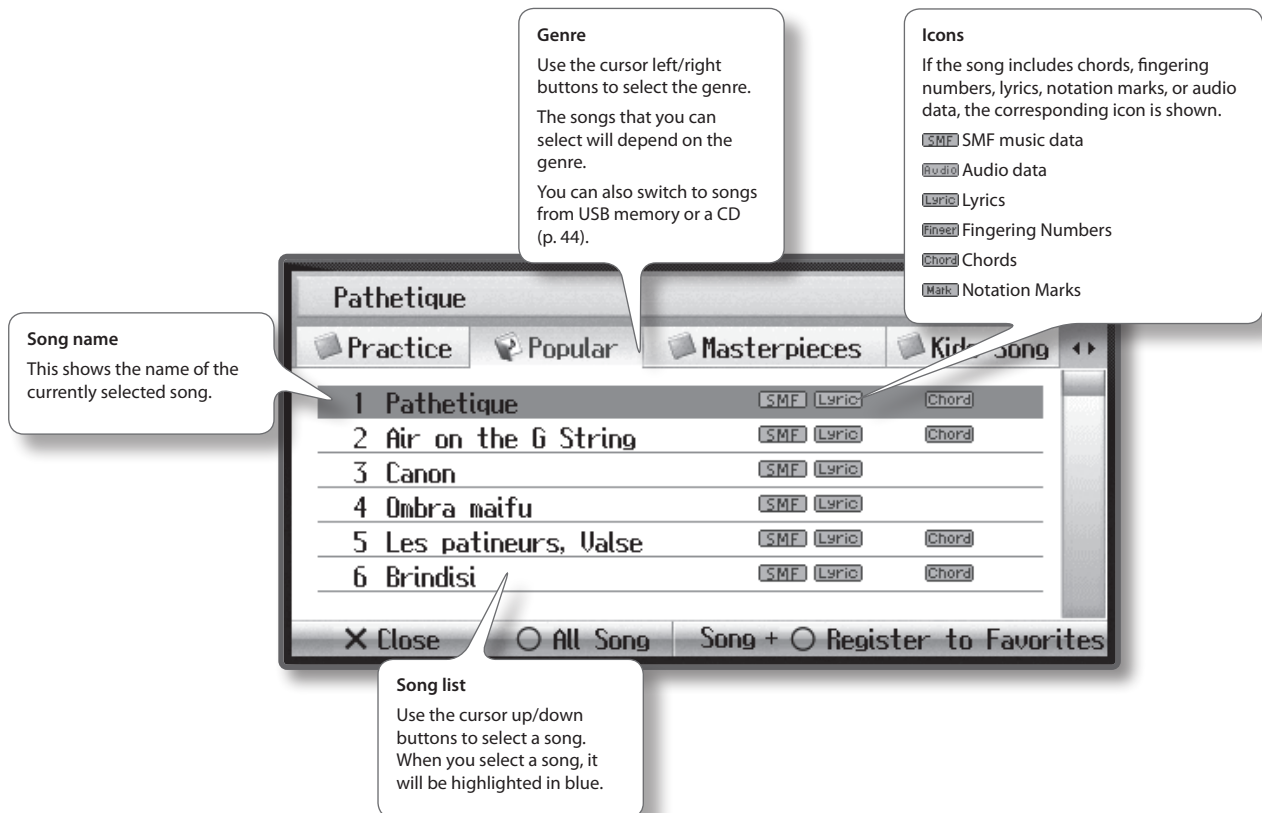 Genre
Use the cursor left/right
buttons to select the genre.
The songs that you can
select will depend on the
genre.
You can also switch to songs
from USB memory or a CD
(p. 44).
Icons
If the song includes chords, fingering
numbers, lyrics, notation marks, or audio
data, the corresponding icon is shown.
SMF SMF music data
Audio Audio data
Lyric Lyrics
Finger Fingering Numbers
Chord Chords
Mark Notation Marks
Song name
This shows the name of the
currently selected song.
Pathetique
Practice Popular Masterpieces Kids Song
1 Pathetique SMF Lyric Chord
2 Air on the G String SMF Lyric Chord
3 Canon SMF Lyric
4 Ombra maifu SMF Lyric
5 Les patineurs, Valse SMF Lyric Chord
6 Brindisi SMF Lyric Chord
✕ Close ○ All Song Song + ○ Register to Favorites
Song list
Use the cursor up/down
buttons to select a song.
When you select a song, it
will be highlighted in blue.